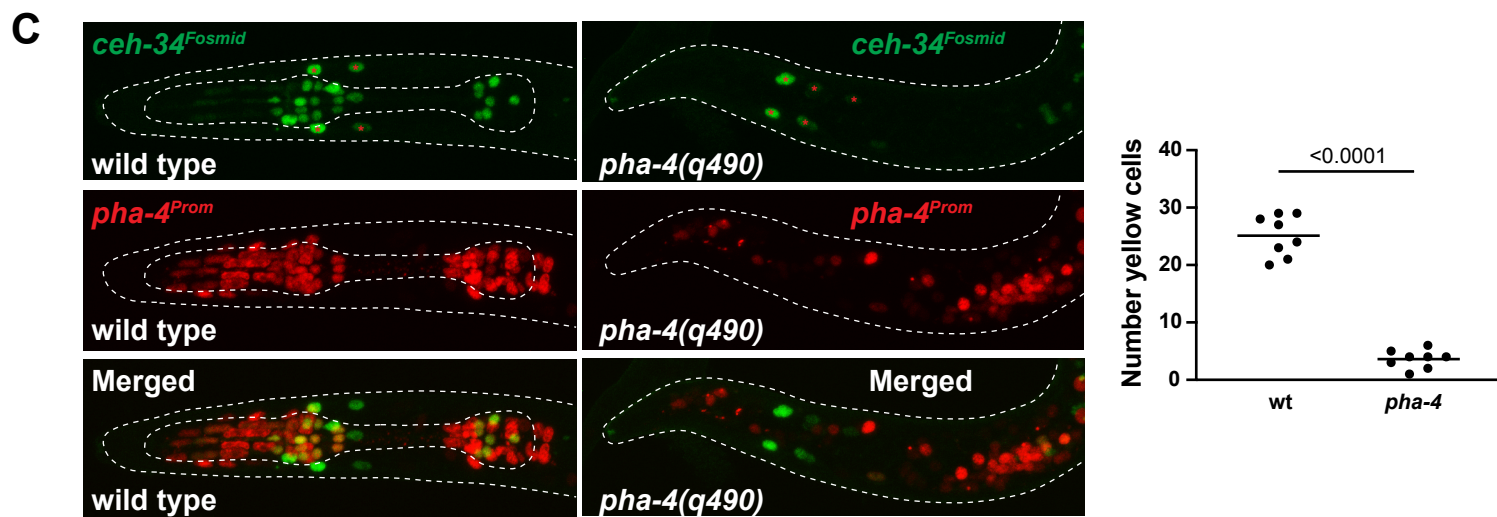 C
ceh-34Fosmid
wild type
ceh-34Fosmid
pha-4(q490)
pha-4Prom
wild type
pha-4Prom
pha-4(q490)
Merged
wild type
Merged
pha-4(q490)
Number yellow cells
40
30
20
10
0
<0.0001
wt
pha-4